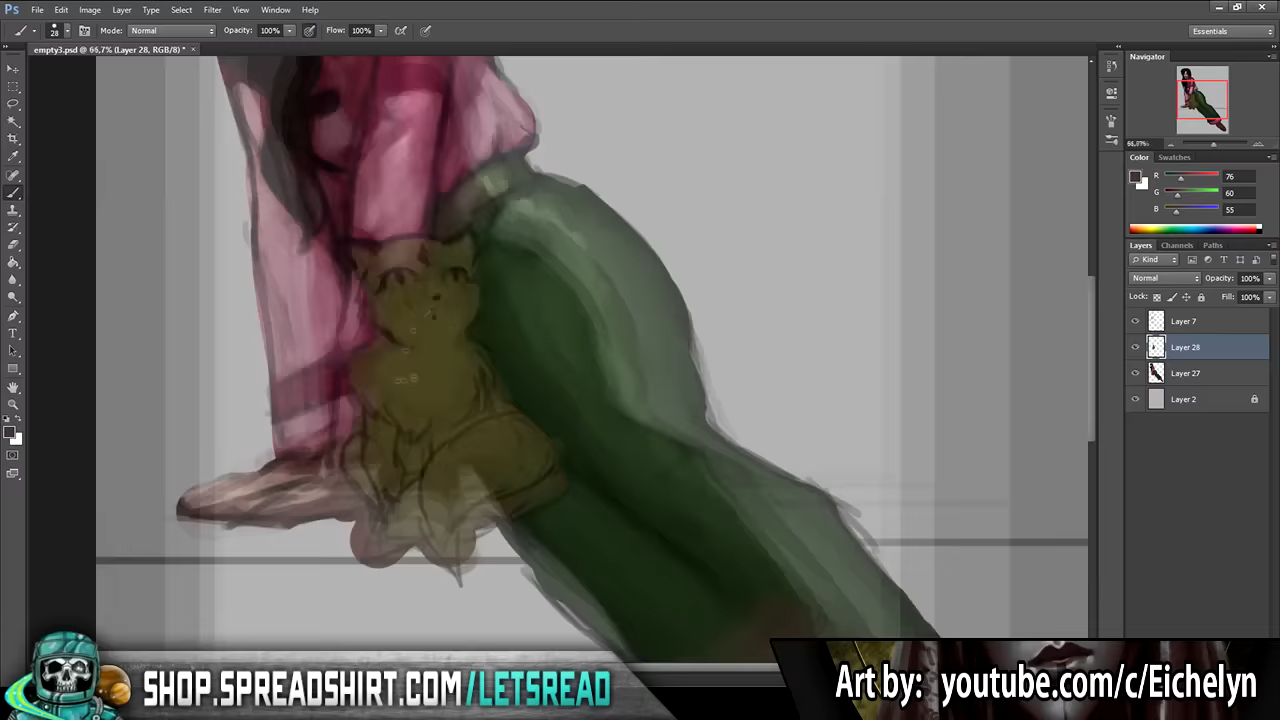 Ps File Edit Image Layer Type Select Filter View Window Help
28 Mode: Normal Opacity: 100% Flow: 100% Essentials
empty3.psd @ 66,7% (Layer 28, RGB/8) * ×
Navigator
66,67%
Color Swatches
R 76
G 60
B 55
Layers Channels Paths
Kind
Normal Opacity: 100%
Lock: Fill: 100%
Layer 7
Layer 28
Layer 27
Layer 2
SHOP.SPREADSHIRT.COM/LETSREAD
Art by: youtube.com/c/Eichelyn